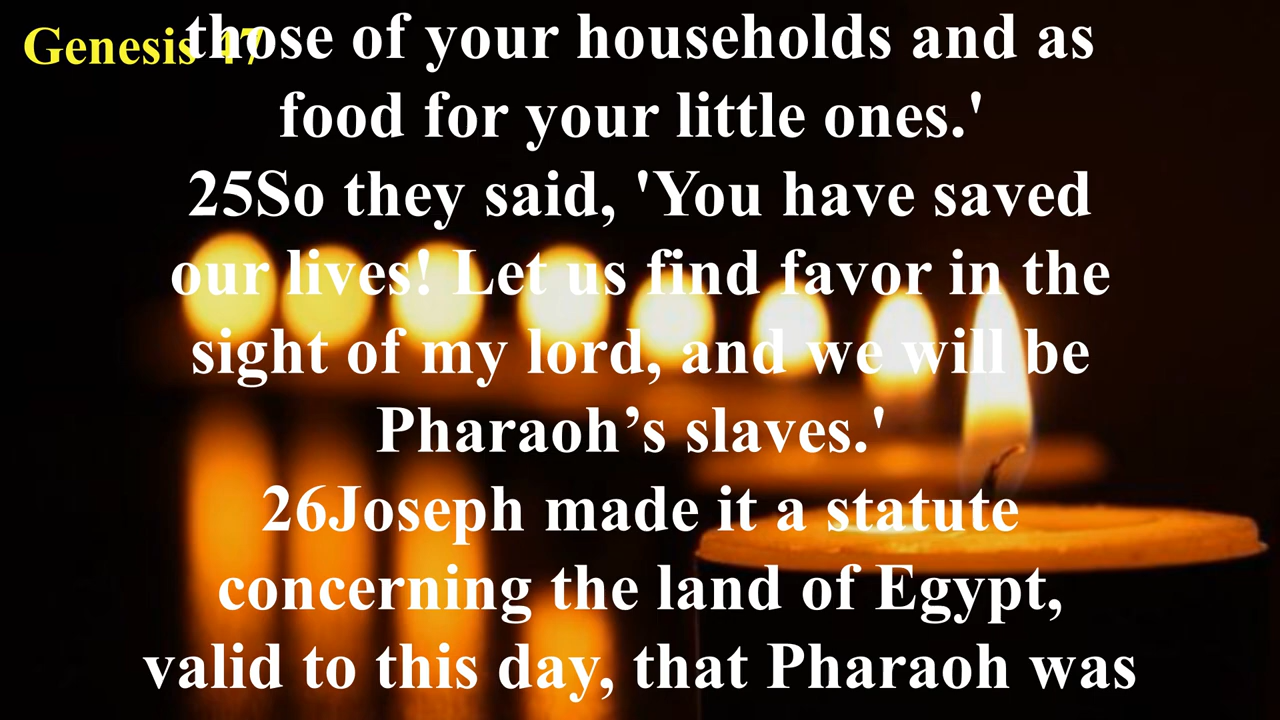 Genesis 47
those of your households and as
food for your little ones.'
25So they said, 'You have saved
our lives! Let us find favor in the
sight of my lord, and we will be
Pharaoh’s slaves.'
26Joseph made it a statute
concerning the land of Egypt,
valid to this day, that Pharaoh was